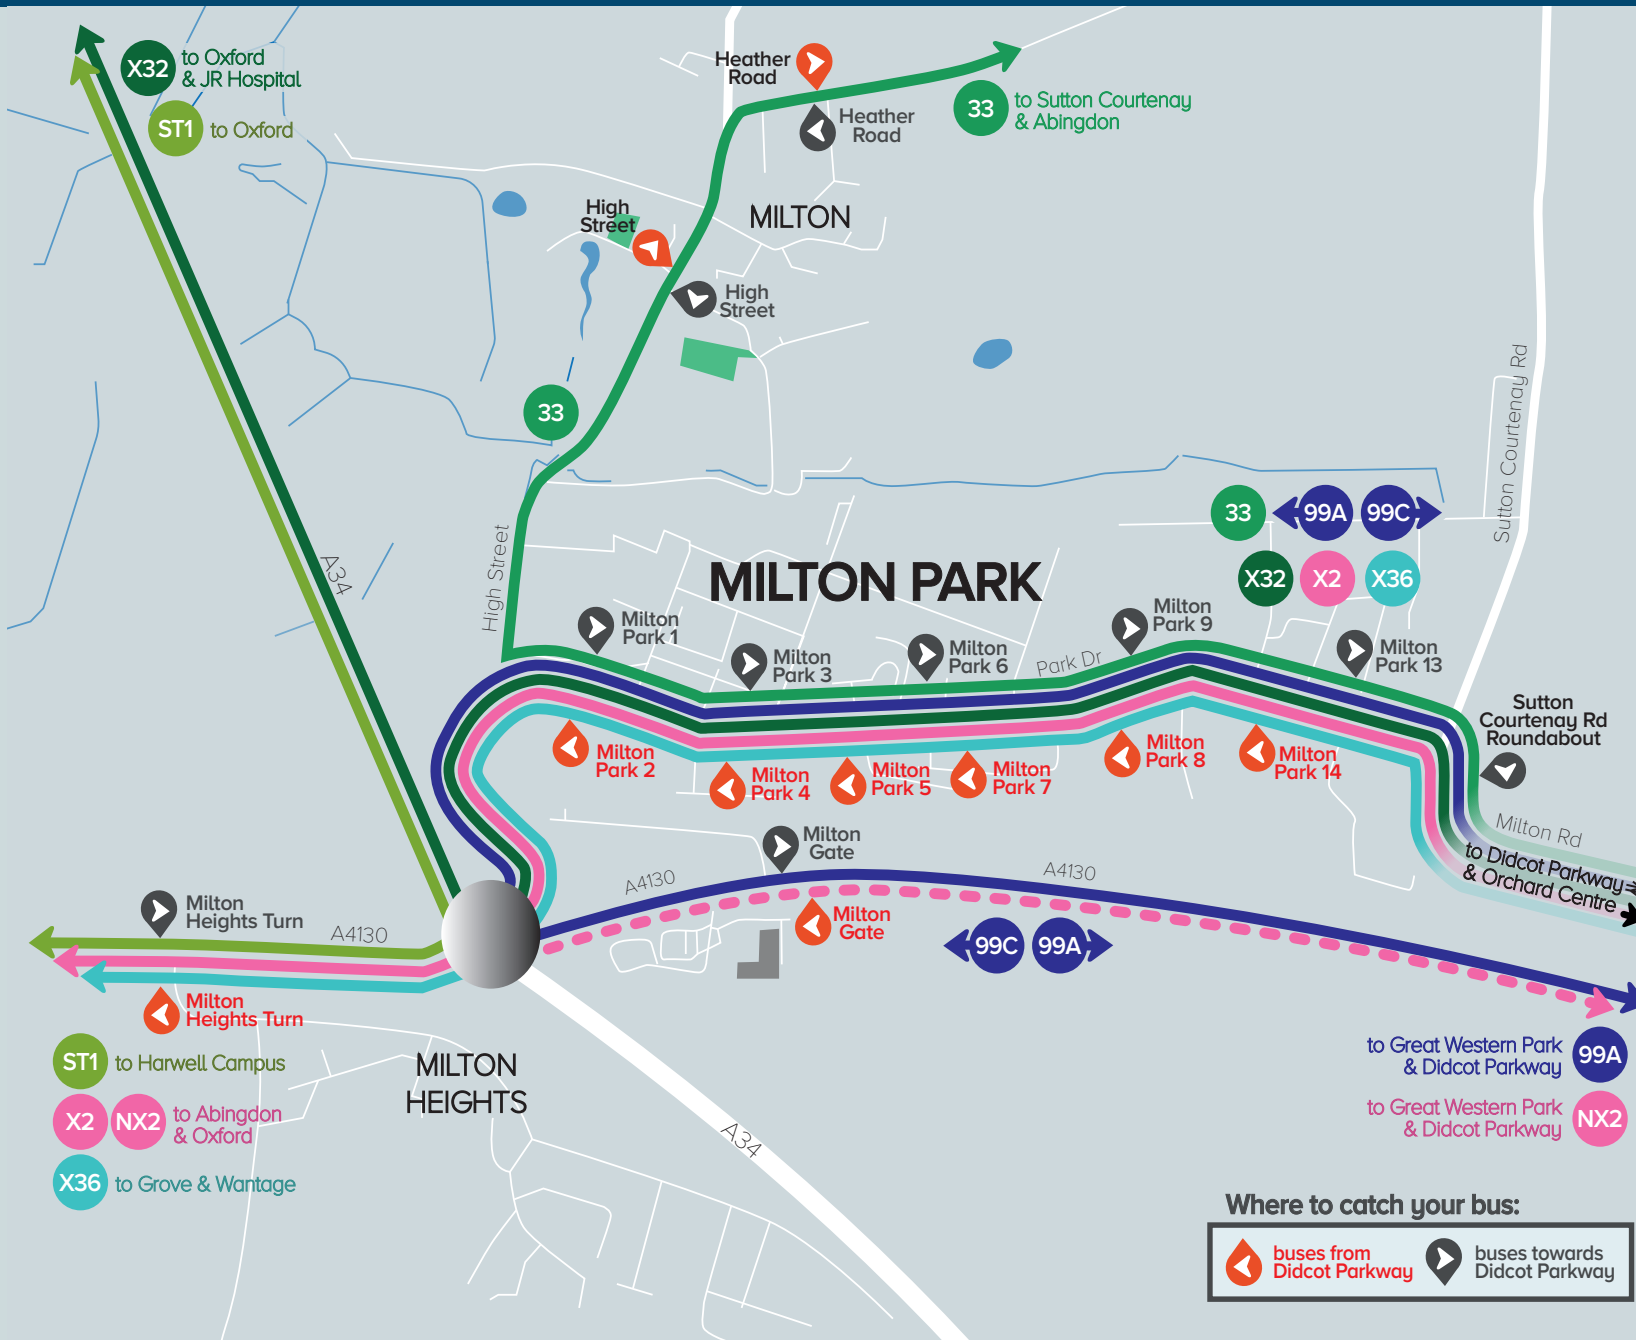 X32
to Oxford
& JR Hospital
ST1
to Oxford
Heather
Road
Heather
Road
33
to Sutton Courtenay
& Abingdon
High
Street
MILTON
High
Street
33
Sutton Courtenay Rd
A34
High Street
MILTON PARK
33
99A
99C
X32
X2
X36
Milton
Park 1
Milton
Park 3
Milton
Park 6
Park Dr
Milton
Park 9
Milton
Park 13
Sutton
Courtenay Rd
Roundabout
Milton
Park 2
Milton
Park 4
Milton
Park 5
Milton
Park 7
Milton
Park 8
Milton
Park 14
Milton Rd
to Didcot Parkway
& Orchard Centre
Milton
Gate
A4130
A4130
Milton
Gate
99C
99A
Milton
Heights Turn
A4130
Milton
Heights Turn
ST1
to Harwell Campus
X2
NX2
to Abingdon
& Oxford
X36
to Grove & Wantage
MILTON
HEIGHTS
A34
to Great Western Park
& Didcot Parkway
99A
to Great Western Park
& Didcot Parkway
NX2
Where to catch your bus:
buses from
Didcot Parkway
buses towards
Didcot Parkway